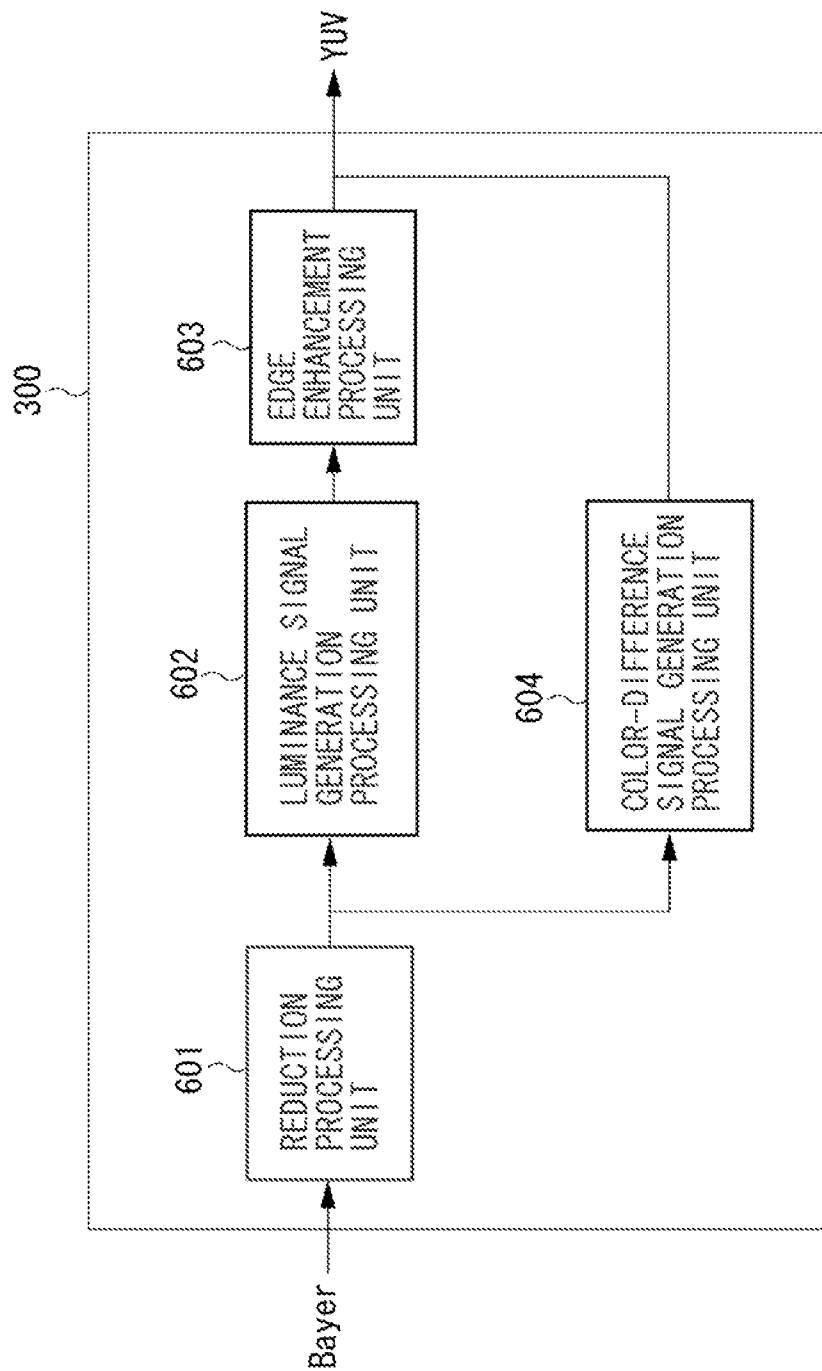 300
601
REDUCTION
PROCESSING
UNIT
602
LUMINANCE SIGNAL
GENERATION
PROCESSING UNIT
603
EDGE
ENHANCEMENT
PROCESSING
UNIT
604
COLOR-DIFFERENCE
SIGNAL GENERATION
PROCESSING UNIT
Bayer
YUV